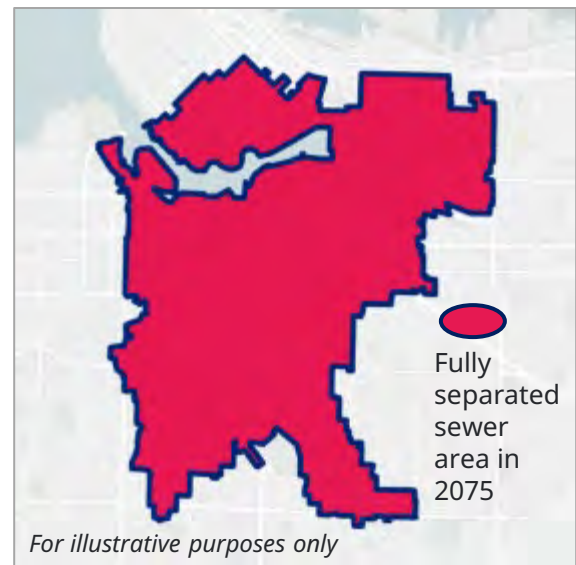 Fully
separated
sewer
area in
2075
For illustrative purposes only